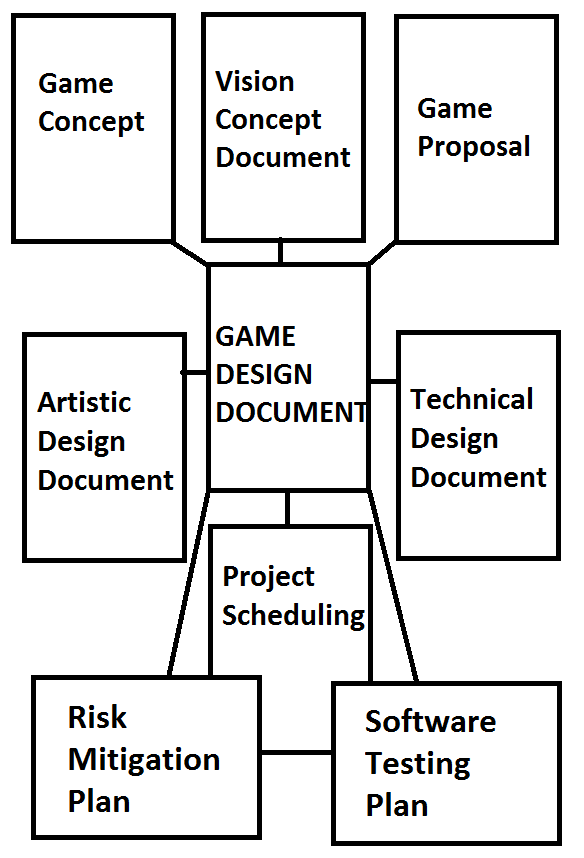 Game
Concept
Vision
Concept
Document
Game
Proposal
GAME
DESIGN
DOCUMENT
Artistic
Design
Document
Technical
Design
Document
Project
Scheduling
Risk
Mitigation
Plan
Software
Testing
Plan